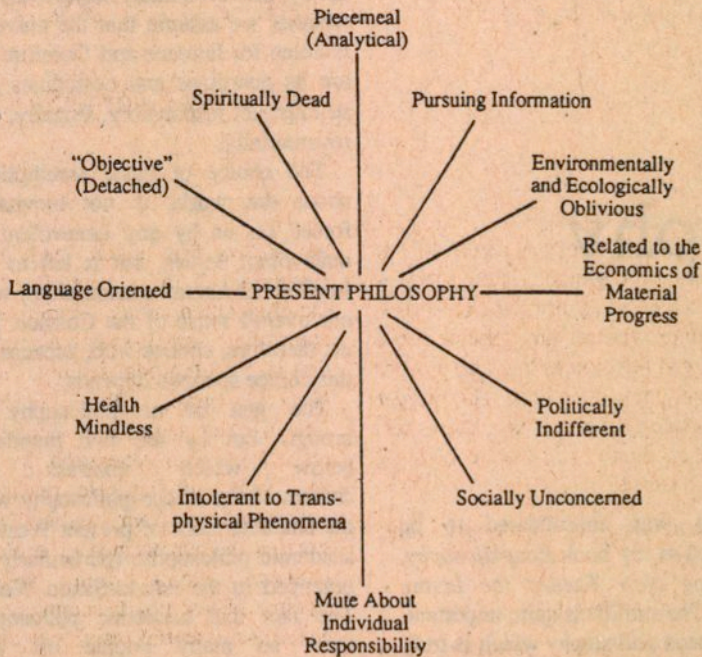 Piecemeal
(Analytical)
Spiritually Dead
Pursuing Information
“Objective”
(Detached)
Environmentally
and Ecologically
Oblivious
Language Oriented
PRESENT PHILOSOPHY
Related to the
Economics of
Material
Progress
Health
Mindless
Politically
Indifferent
Intolerant to Trans-
physical Phenomena
Socially Unconcerned
Mute About
Individual
Responsibility